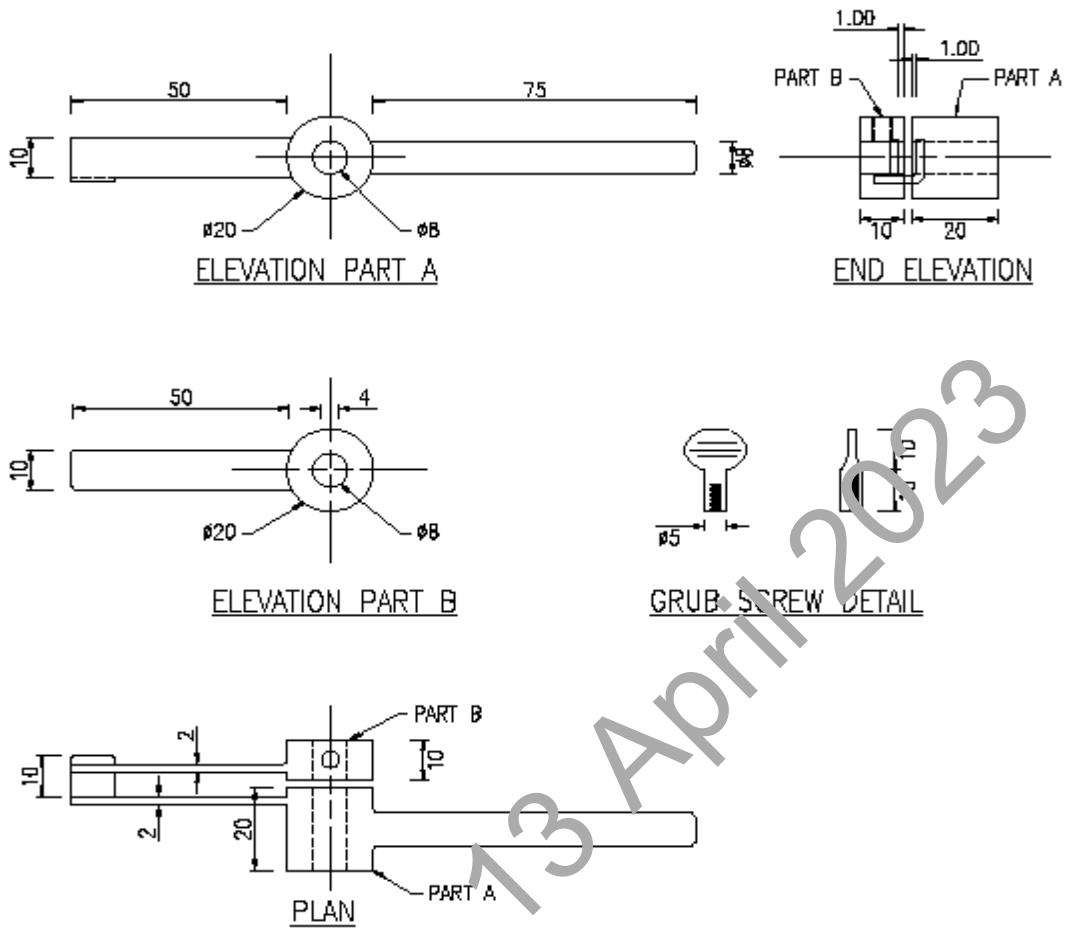 1.00
1.00
PART B
PART A
50
75
10
ø8
ø20
ø8
10
20
ELEVATION PART A
END ELEVATION
50
4
10
10
ø20
ø8
ø5
ELEVATION PART B
GRUB SCREW DETAIL
13 April 2023
PART B
2
10
10
2
20
PART A
PLAN